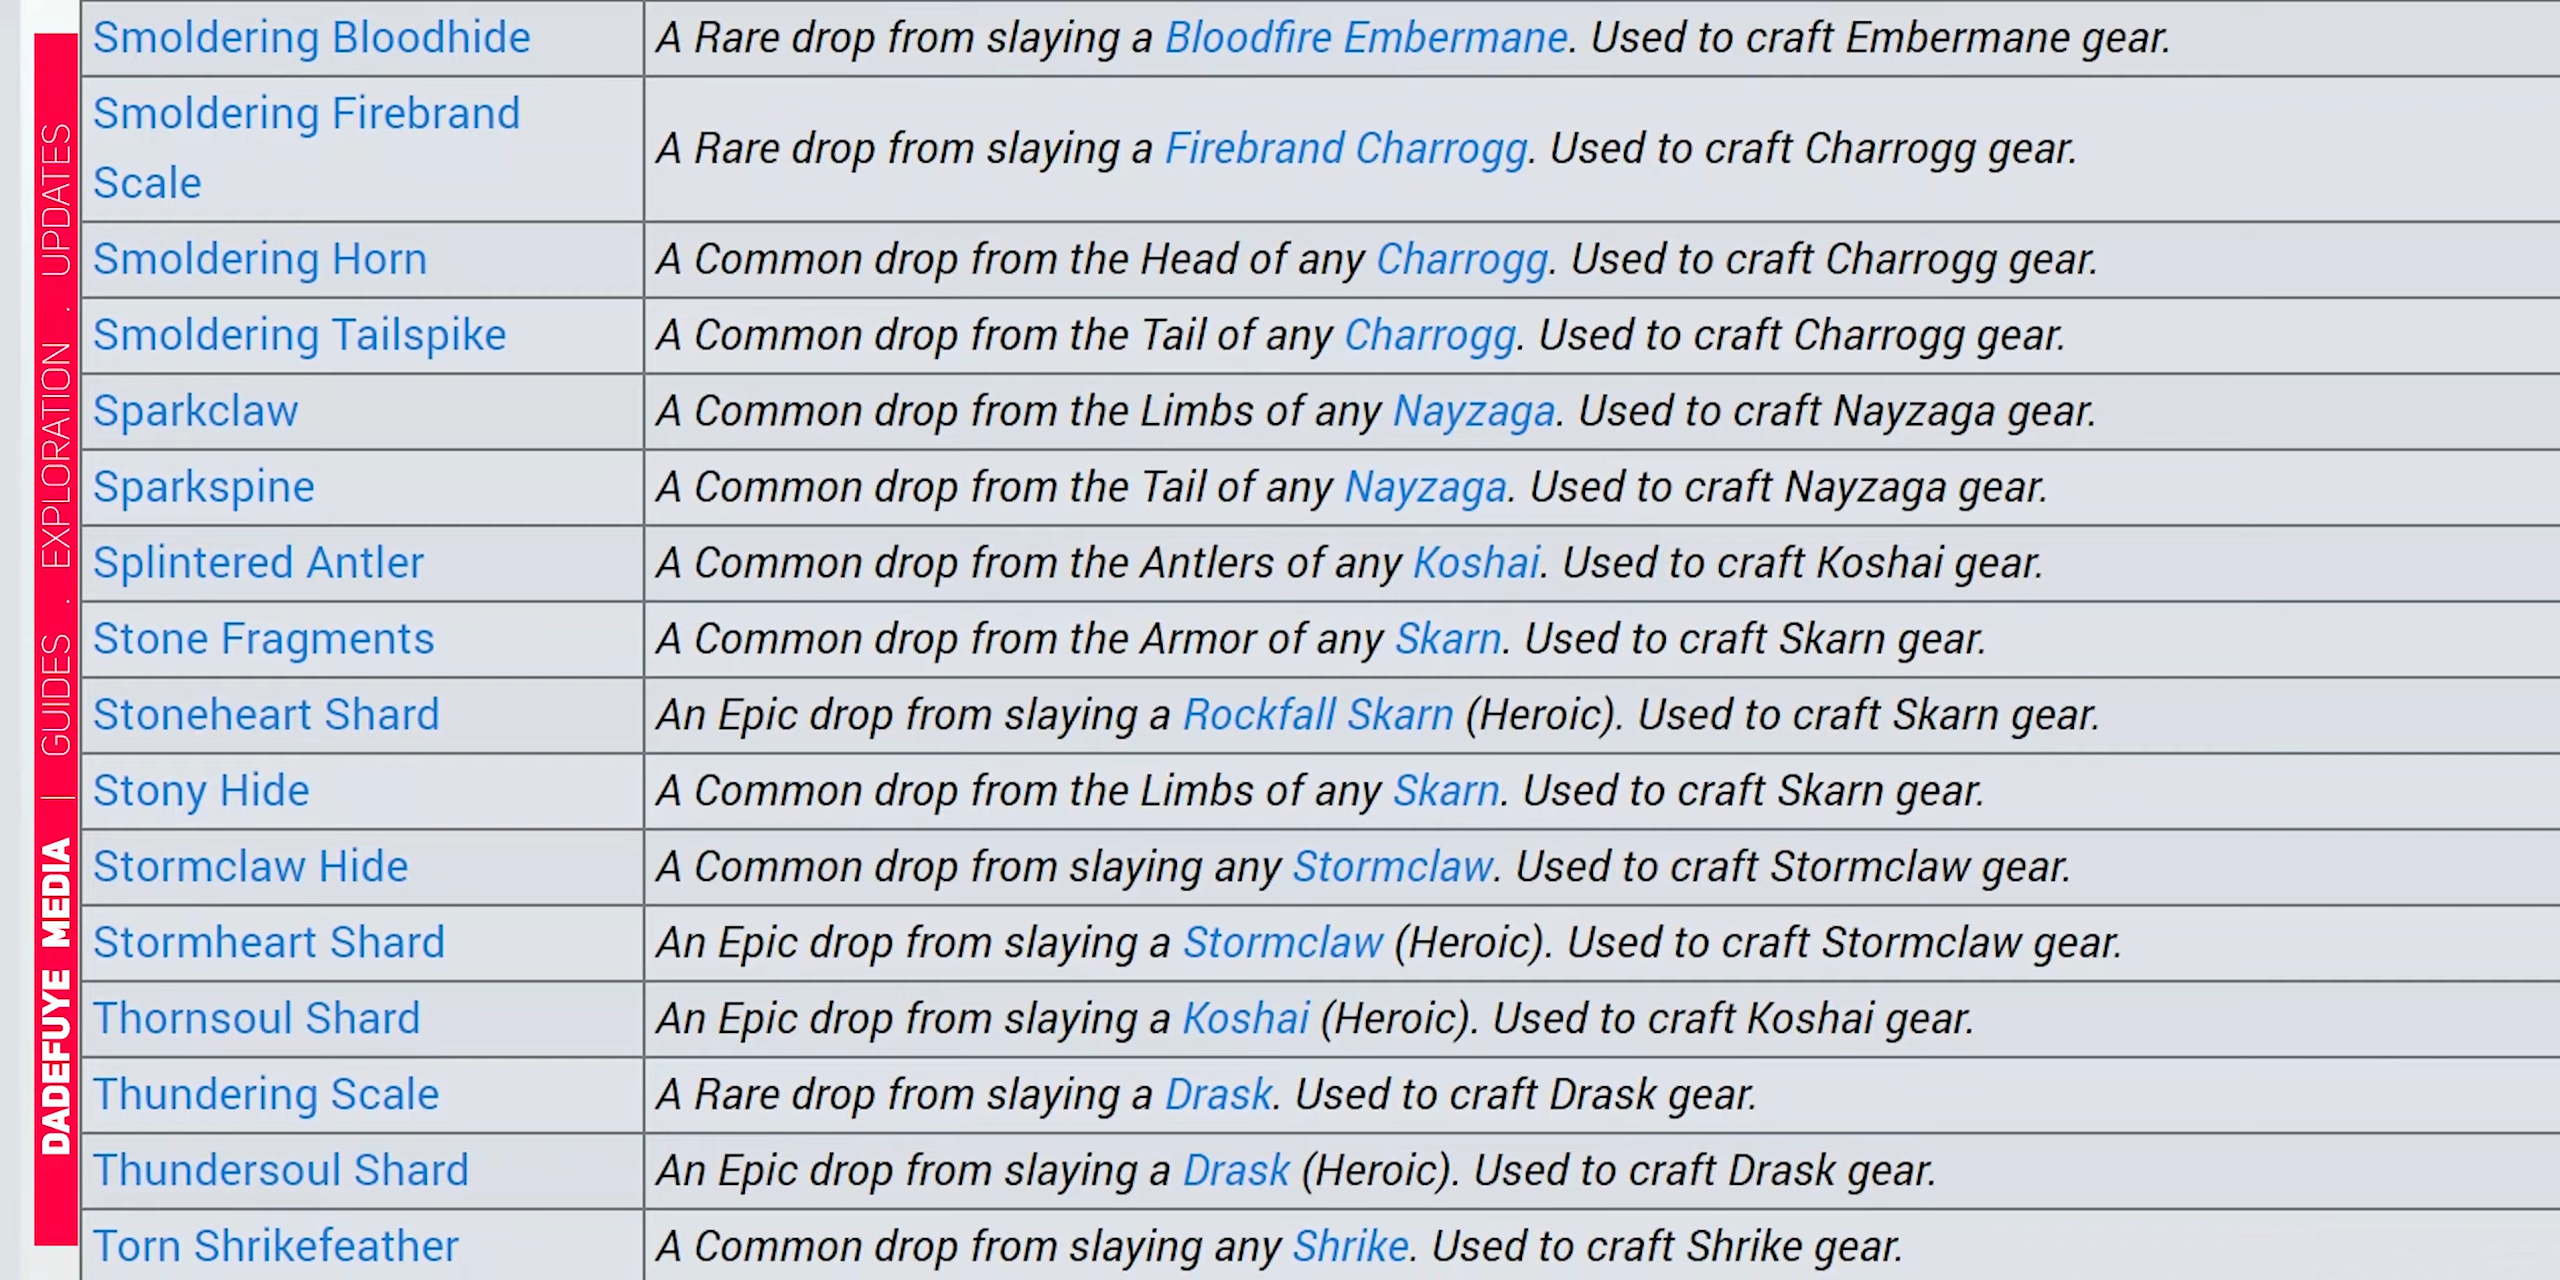 Smoldering Bloodhide
A Rare drop from slaying a Bloodfire Embermane. Used to craft Embermane gear.
Smoldering Firebrand
Scale
A Rare drop from slaying a Firebrand Charrogg. Used to craft Charrogg gear.
Smoldering Horn
A Common drop from the Head of any Charrogg. Used to craft Charrogg gear.
Smoldering Tailspike
A Common drop from the Tail of any Charrogg. Used to craft Charrogg gear.
Sparkclaw
A Common drop from the Limbs of any Nayzaga. Used to craft Nayzaga gear.
Sparkspine
A Common drop from the Tail of any Nayzaga. Used to craft Nayzaga gear.
Splintered Antler
A Common drop from the Antlers of any Koshai. Used to craft Koshai gear.
Stone Fragments
A Common drop from the Armor of any Skarn. Used to craft Skarn gear.
Stoneheart Shard
An Epic drop from slaying a Rockfall Skarn (Heroic). Used to craft Skarn gear.
Stony Hide
A Common drop from the Limbs of any Skarn. Used to craft Skarn gear.
Stormclaw Hide
A Common drop from slaying any Stormclaw. Used to craft Stormclaw gear.
Stormheart Shard
An Epic drop from slaying a Stormclaw (Heroic). Used to craft Stormclaw gear.
Thornsoul Shard
An Epic drop from slaying a Koshai (Heroic). Used to craft Koshai gear.
Thundering Scale
A Rare drop from slaying a Drask. Used to craft Drask gear.
Thundersoul Shard
An Epic drop from slaying a Drask (Heroic). Used to craft Drask gear.
Torn Shrikefeather
A Common drop from slaying any Shrike. Used to craft Shrike gear.
DADEFUYE MEDIA | GUIDES . EXPLORATION . UPDATES